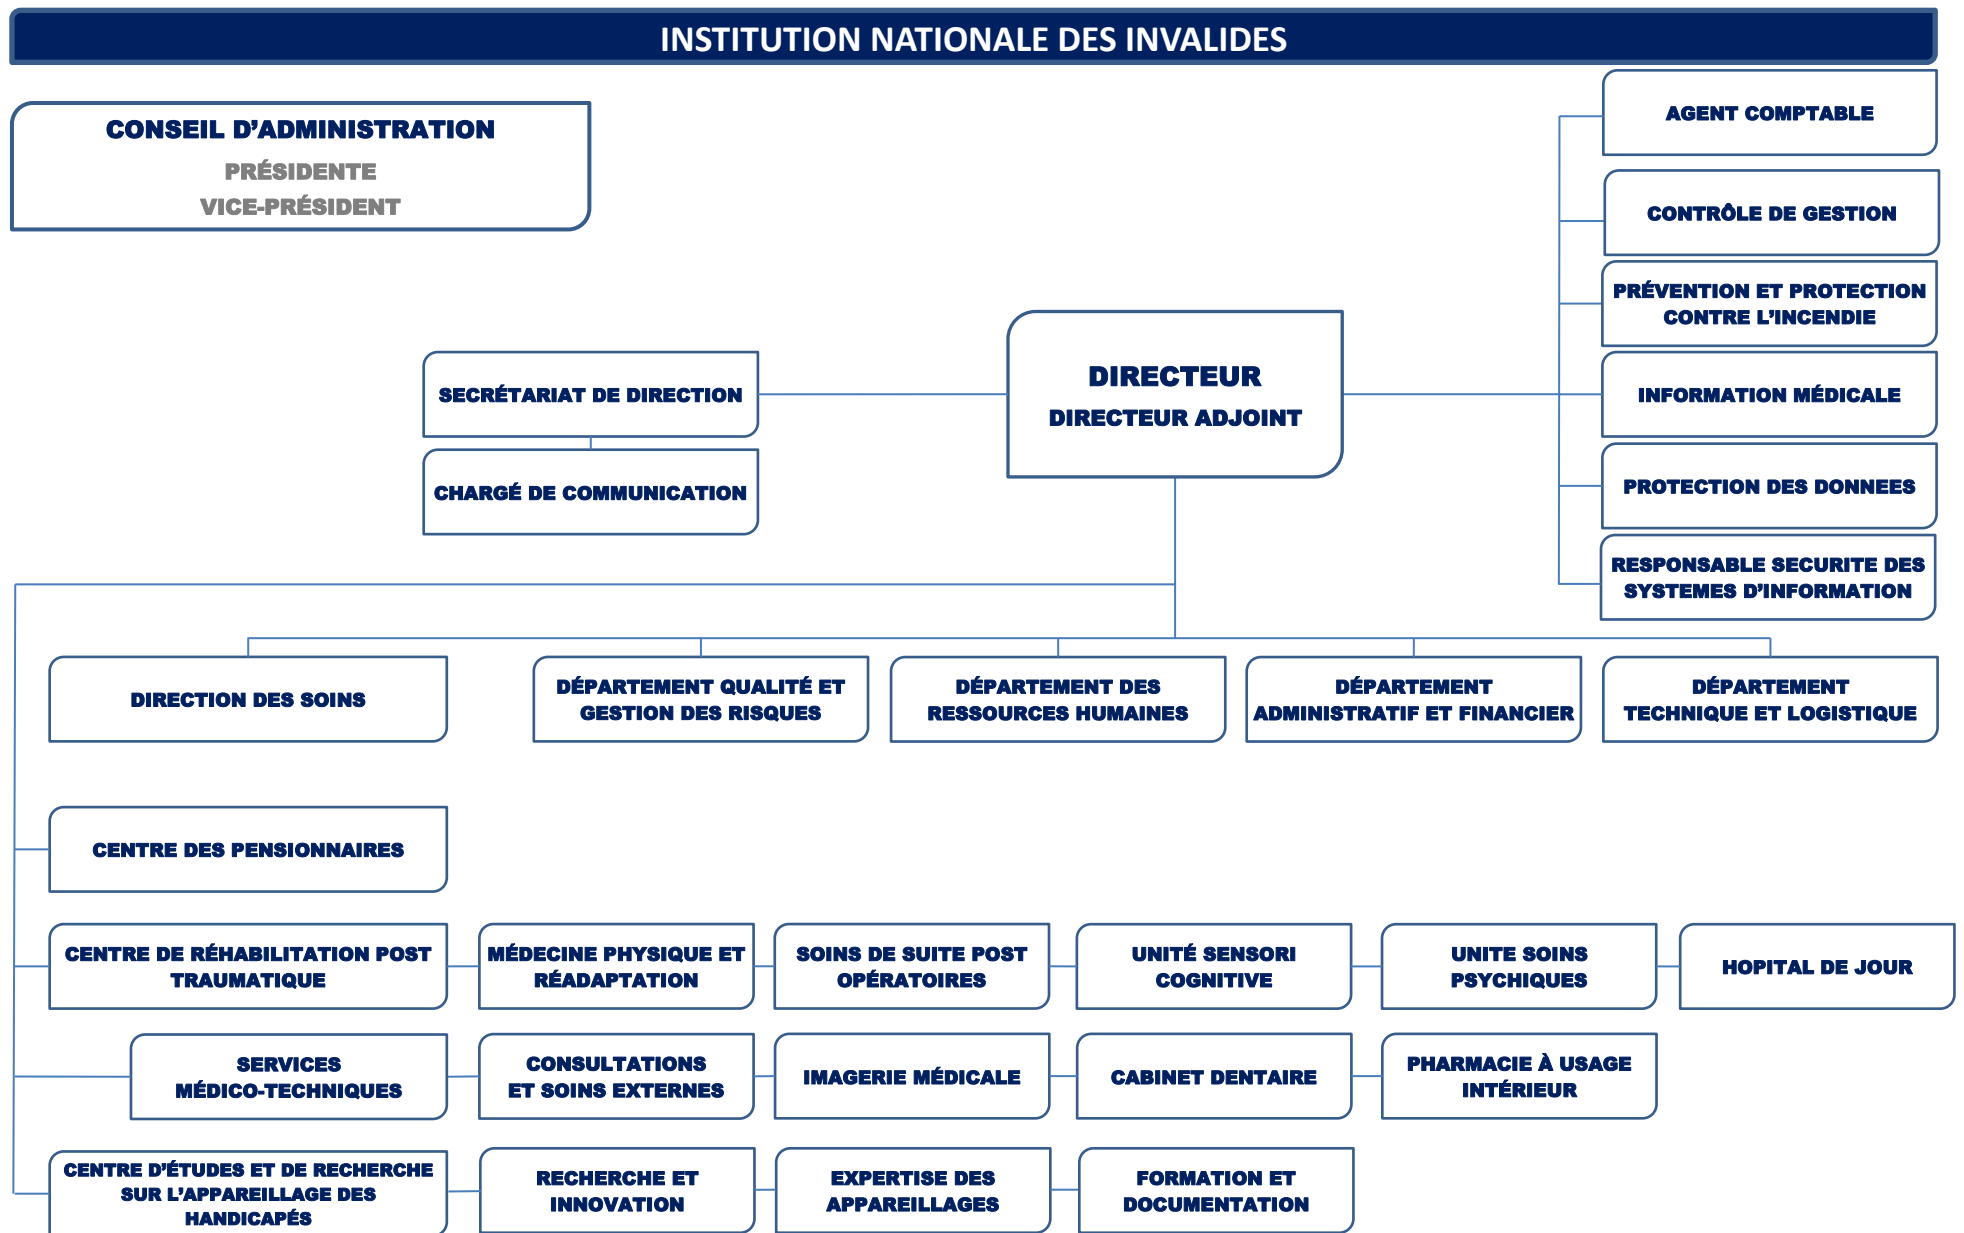 INSTITUTION NATIONALE DES INVALIDES
CONSEIL D’ADMINISTRATION
PRÉSIDENTE
VICE-PRÉSIDENT
AGENT COMPTABLE
CONTRÔLE DE GESTION
PRÉVENTION ET PROTECTION
CONTRE L’INCENDIE
INFORMATION MÉDICALE
PROTECTION DES DONNEES
RESPONSABLE SECURITE DES
SYSTEMES D’INFORMATION
DIRECTEUR
DIRECTEUR ADJOINT
SECRÉTARIAT DE DIRECTION
CHARGÉ DE COMMUNICATION
DIRECTION DES SOINS
DÉPARTEMENT QUALITÉ ET
GESTION DES RISQUES
DÉPARTEMENT DES
RESSOURCES HUMAINES
DÉPARTEMENT
ADMINISTRATIF ET FINANCIER
DÉPARTEMENT
TECHNIQUE ET LOGISTIQUE
CENTRE DES PENSIONNAIRES
CENTRE DE RÉHABILITATION POST
TRAUMATIQUE
MÉDECINE PHYSIQUE ET
RÉADAPTATION
SOINS DE SUITE POST
OPÉRATOIRES
UNITÉ SENSORI
COGNITIVE
UNITE SOINS
PSYCHIQUES
HOPITAL DE JOUR
SERVICES
MÉDICO-TECHNIQUES
CONSULTATIONS
ET SOINS EXTERNES
IMAGERIE MÉDICALE
CABINET DENTAIRE
PHARMACIE À USAGE
INTÉRIEUR
CENTRE D’ÉTUDES ET DE RECHERCHE
SUR L’APPAREILLAGE DES
HANDICAPÉS
RECHERCHE ET
INNOVATION
EXPERTISE DES
APPAREILLAGES
FORMATION ET
DOCUMENTATION